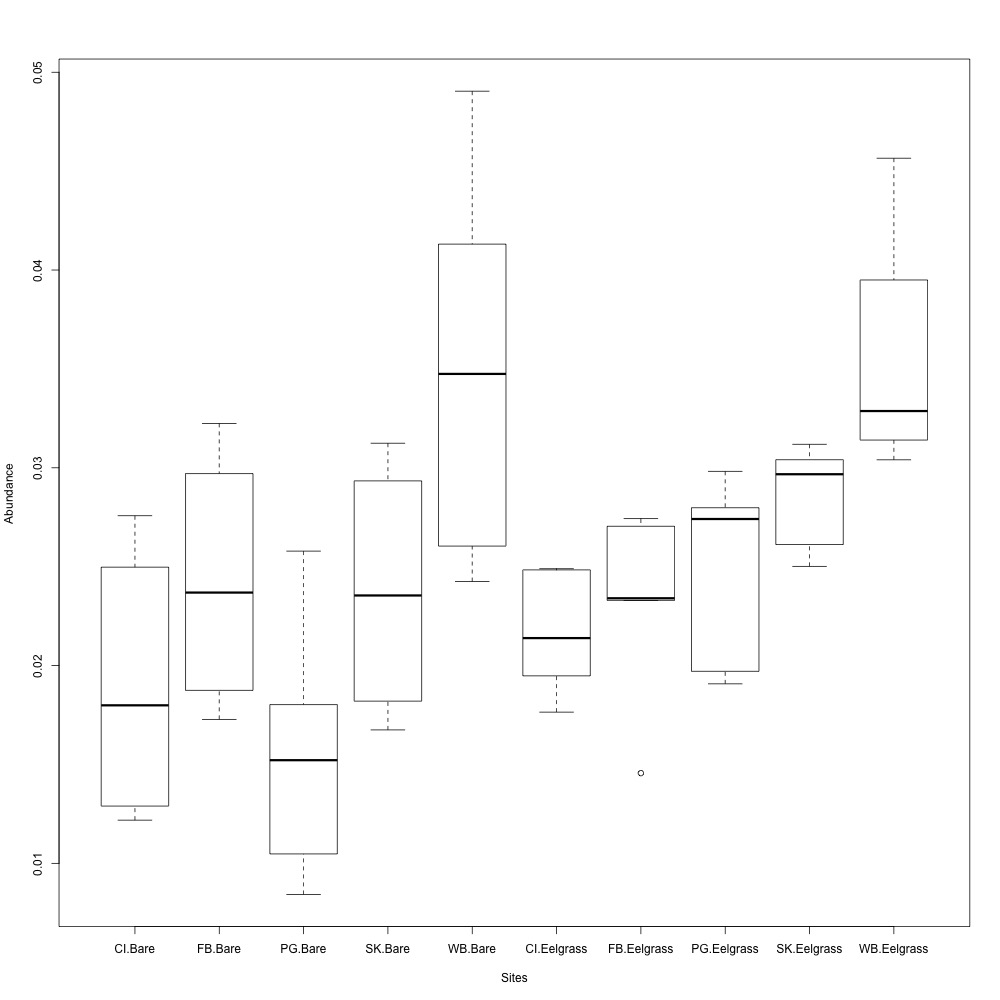 0.05
0.04
0.03
0.02
0.01
Abundance
CI.Bare FB.Bare PG.Bare SK.Bare WB.Bare CI.Eelgrass FB.Eelgrass PG.Eelgrass SK.Eelgrass WB.Eelgrass
Sites